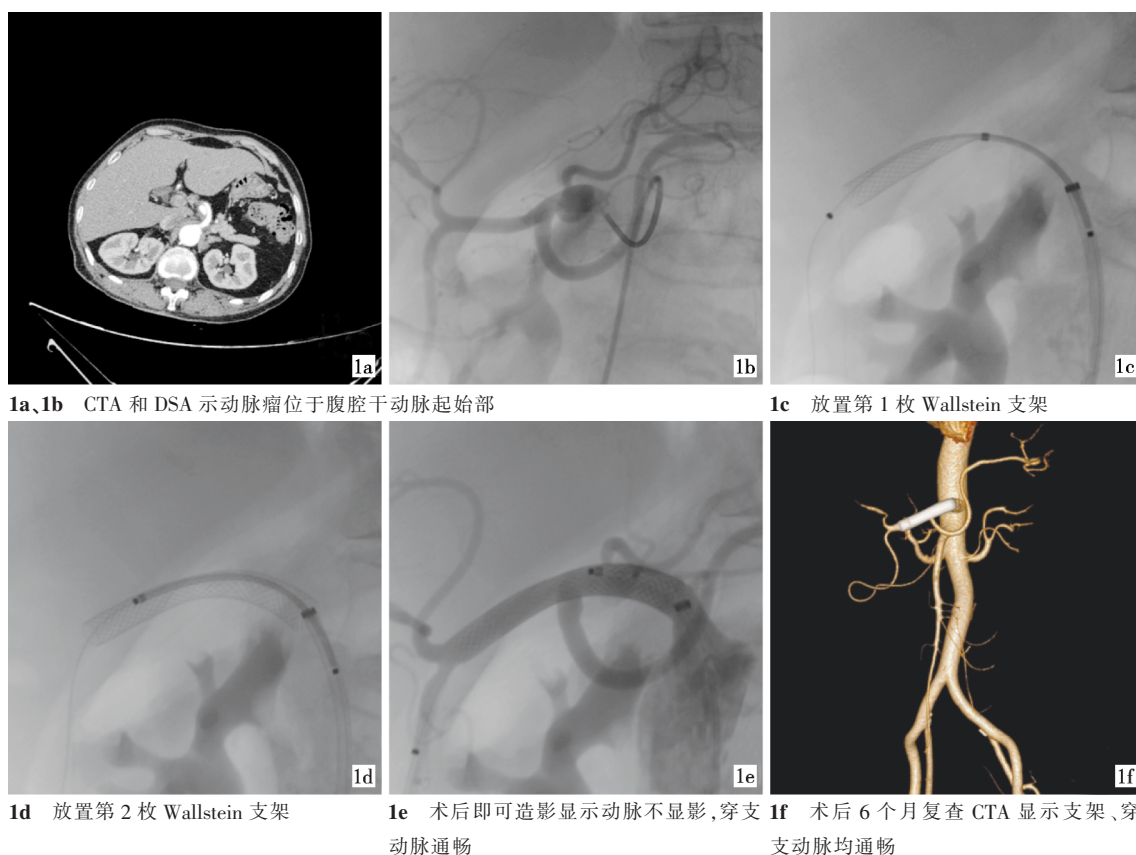 1a
1b
1c
1a、1b CTA 和 DSA 示动脉瘤位于腹腔干动脉起始部
1c 放置第 1 枚 Wallstein 支架
1d
1e
1f
1d 放置第 2 枚 Wallstein 支架
1e 术后即可造影显示动脉不显影,穿支
动脉通畅
1f 术后 6 个月复查 CTA 显示支架、穿
支动脉均通畅